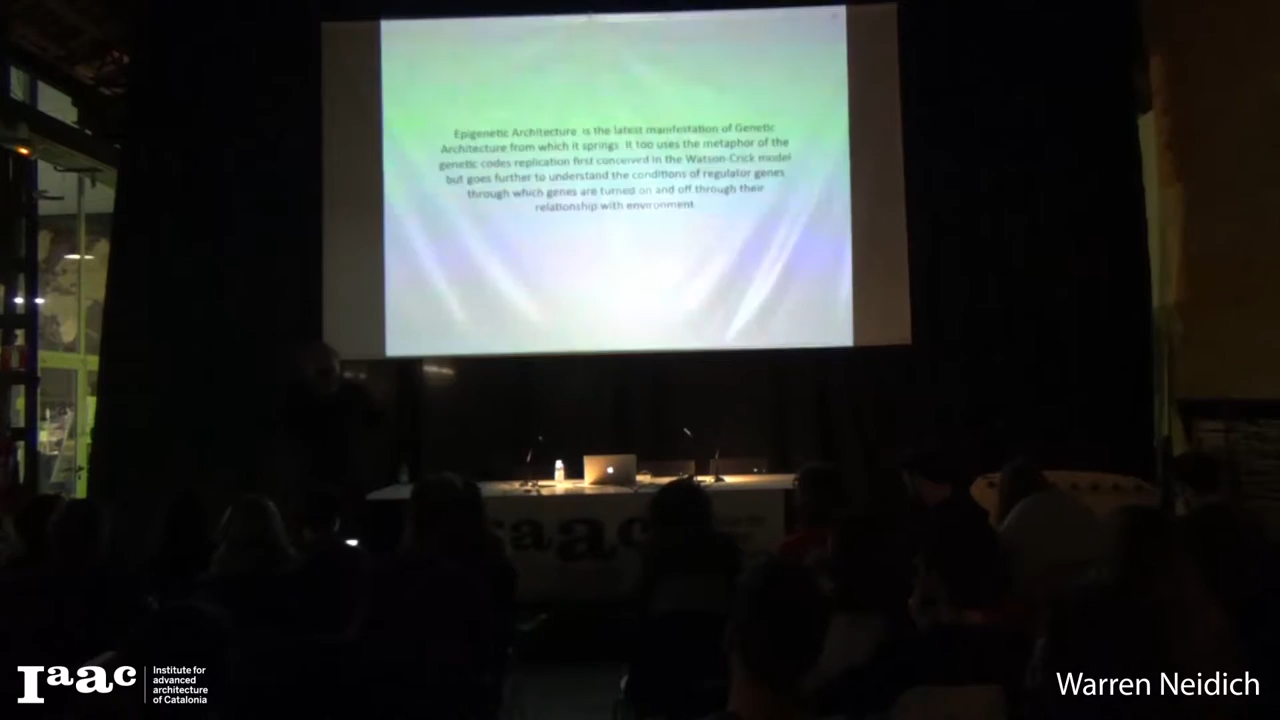 Epigenetic Architecture is the latest manifestation of Genetic
Architecture from which it springs. It too uses the metaphor of the
genetic codes replication first conceived in the Watson-Crick model
but goes further to understand the conditions of regulator genes
through which genes are turned on and off through their
relationship with environment
Iaac
Iaac
Institute for
advanced
architecture
of Catalonia
Warren Neidich